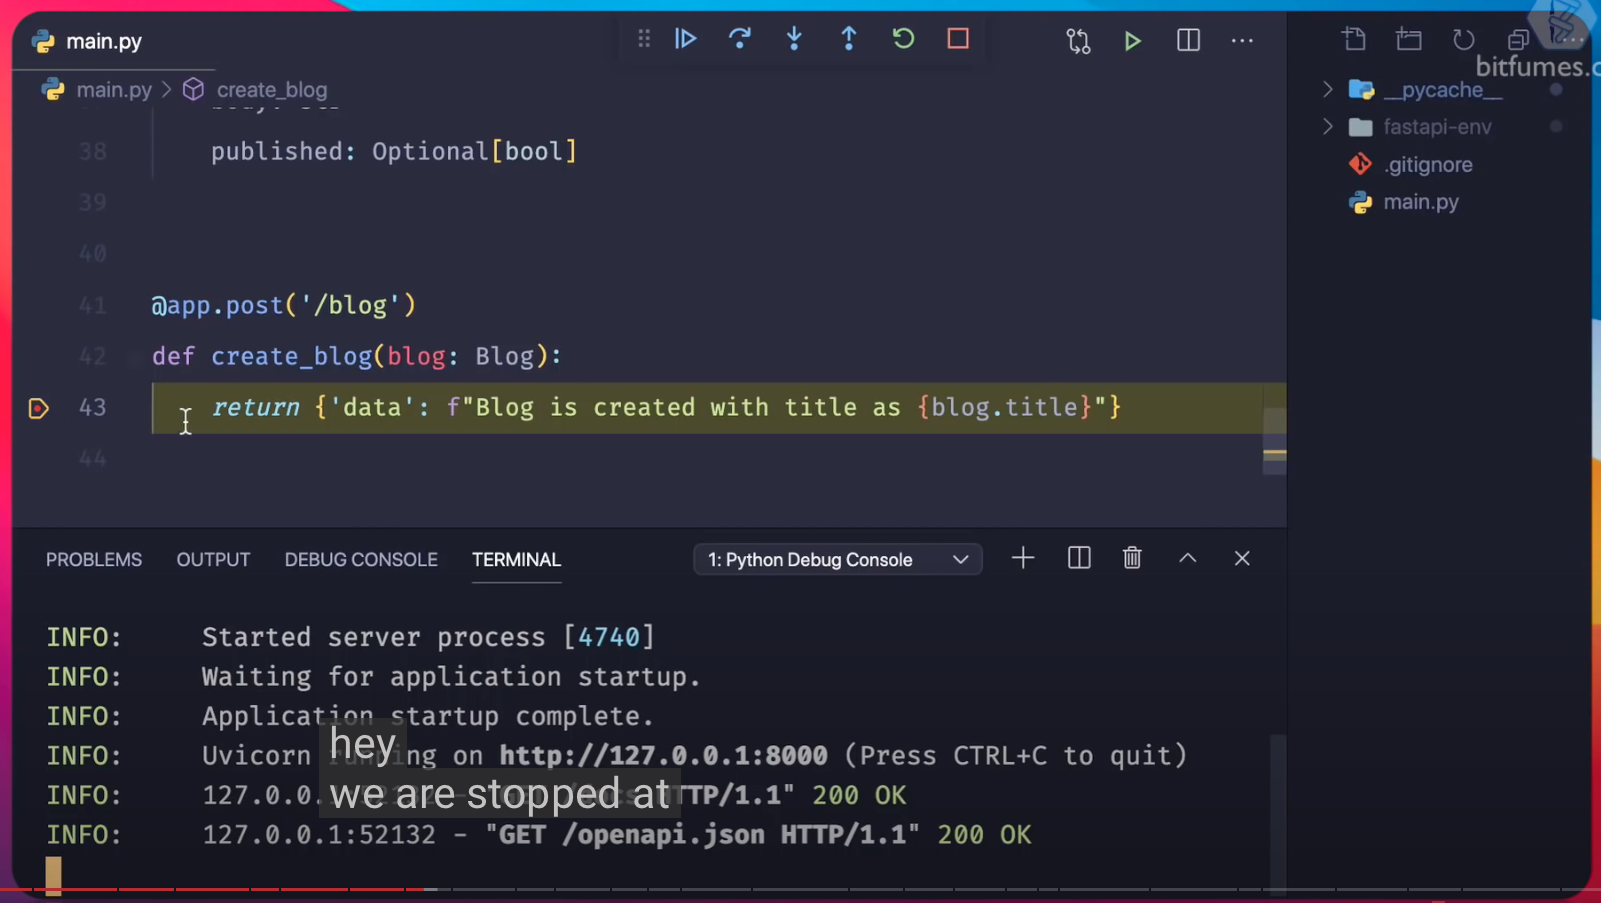 main.py
bitfumes.c
main.py > create_blog
38 published: Optional[bool]
39
40
41 @app.post('/blog')
42 def create_blog(blog: Blog):
43 return {'data': f"Blog is created with title as {blog.title}"}
44
__pycache__
fastapi-env
.gitignore
main.py
PROBLEMS OUTPUT DEBUG CONSOLE TERMINAL 1: Python Debug Console
INFO: Started server process [4740]
INFO: Waiting for application startup.
INFO: Application startup complete.
INFO: Uvicorn running on http://127.0.0.1:8000 (Press CTRL+C to quit)
INFO: 127.0.0. HTTP/1.1" 200 OK
INFO: 127.0.0.1:52132 - "GET /openapi.json HTTP/1.1" 200 OK
hey
we are stopped at